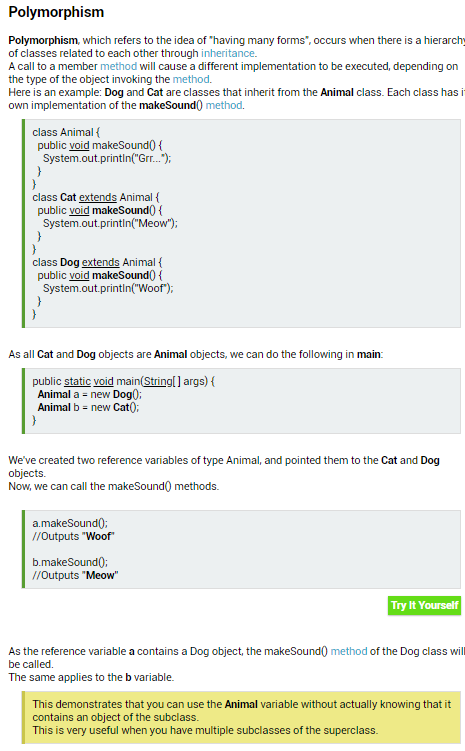 Polymorphism
Polymorphism, which refers to the idea of "having many forms", occurs when there is a hierarchy
of classes related to each other through inheritance.
A call to a member method will cause a different implementation to be executed, depending on
the type of the object invoking the method.
Here is an example: Dog and Cat are classes that inherit from the Animal class. Each class has it
own implementation of the makeSound() method.
class Animal {
public void makeSound() {
System.out.println("Grr...");
}
}
class Cat extends Animal {
public void makeSound() {
System.out.println("Meow");
}
}
class Dog extends Animal {
public void makeSound() {
System.out.println("Woof");
}
}
As all Cat and Dog objects are Animal objects, we can do the following in main:
public static void main(String[ ] args) {
Animal a = new Dog();
Animal b = new Cat();
}
We've created two reference variables of type Animal, and pointed them to the Cat and Dog
objects.
Now, we can call the makeSound() methods.
a.makeSound();
//Outputs "Woof"
b.makeSound();
//Outputs "Meow"
Try It Yourself
As the reference variable a contains a Dog object, the makeSound() method of the Dog class will
be called.
The same applies to the b variable.
This demonstrates that you can use the Animal variable without actually knowing that it
contains an object of the subclass.
This is very useful when you have multiple subclasses of the superclass.